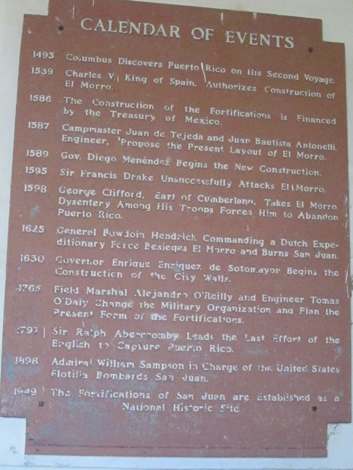 CALENDAR OF EVENTS
1493 Columbus Discovers Puerto Rico on the Second Voyage.
1539 Charles V, King of Spain, Authorizes Construction of
El Morro.
1586 The Construction of the Fortifications is Financed
by the Treasury of Mexico.
1587 Campmaster Juan de Tejeda and Juan Bautista Antonelli,
Engineer, Propose the Present Layout of El Morro.
1589 Gov. Diego Menéndez Begins the New Construction.
1595 Sir Francis Drake Unsuccessfully Attacks El Morro.
1598 George Clifford, Earl of Cumberland, Takes El Morro
Dysentery Among His Troops Forces Him to Abandon
Puerto Rico.
1625 General Bowdoin Hendrich Commanding a Dutch Expe-
ditionary Force Besieges El Morro and Burns San Juan.
1630 Governor Enrique Enriquez de Sotomayor Begins the
Construction of the City Walls.
1765 Field Marshal Alejandro O'Reilly and Engineer Tomas
O'Daly Change the Military Organization and Plan the
Present Form of the Fortifications.
1797 Sir Ralph Abercromby Leads the Last Effort of the
English to Capture Puerto Rico.
1898 Admiral William Sampson in Charge of the United States
Flotilla Bombards San Juan.
1949 The Fortifications of San Juan are Established as a
National Historic Site